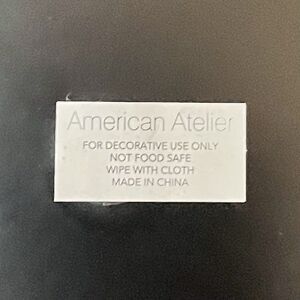 American Atelier
FOR DECORATIVE USE ONLY
NOT FOOD SAFE
WIPE WITH CLOTH
MADE IN CHINA